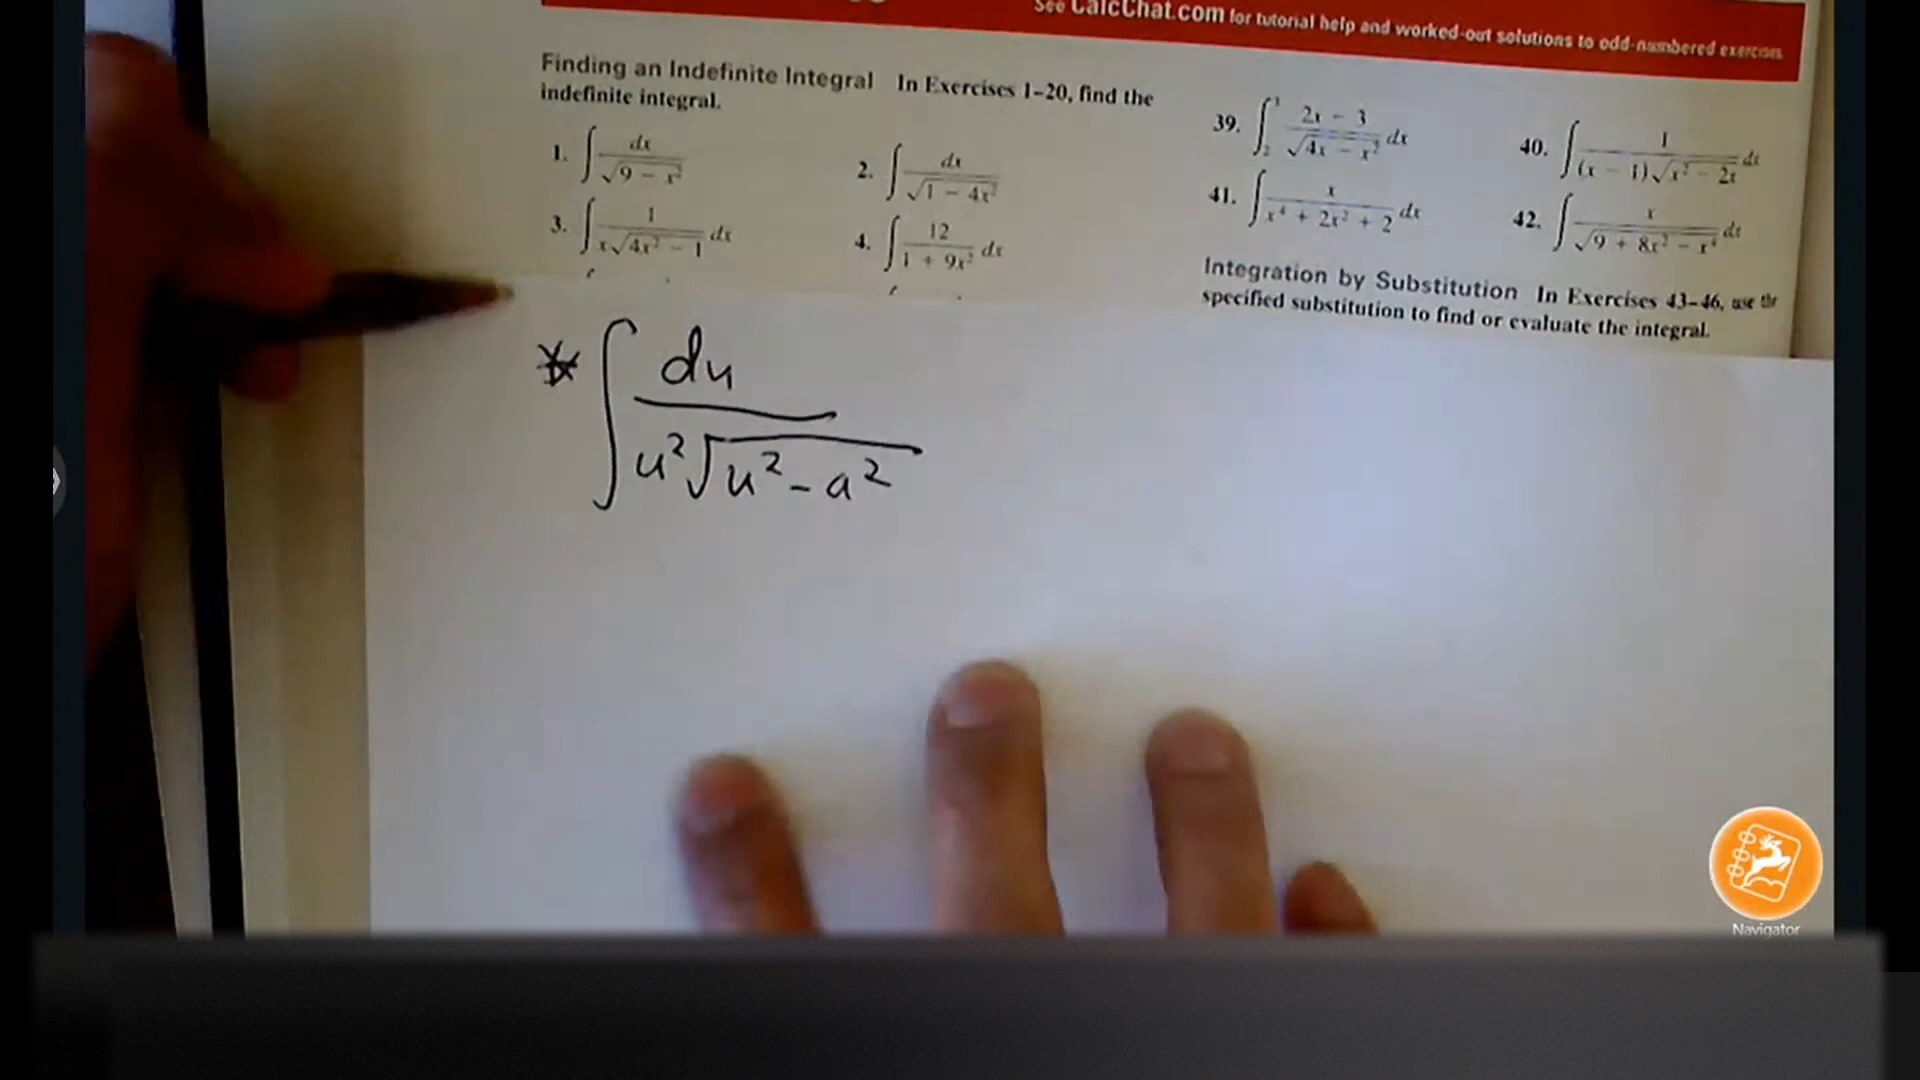 See CalcChat.com for tutorial help and worked-out solutions to odd-numbered exercises
Finding an Indefinite Integral In Exercises 1–20, find the
indefinite integral.
1. ∫ dx / √(9 − x²)
2. ∫ dx / √(1 − 4x²)
3. ∫ 1 / (x√(4x² − 1)) dx
4. ∫ 12 / (1 + 9x²) dx
39. ∫₂³ (2x − 3) / √(4x − x²) dx
40. ∫ 1 / ((x − 1)√(x² − 2x)) dx
41. ∫ x / (x⁴ + 2x² + 2) dx
42. ∫ x / √(9 + 8x² − x⁴) dx
Integration by Substitution In Exercises 43–46, use the
specified substitution to find or evaluate the integral.
* ∫ du / (u²√(u² − a²))
Navigator